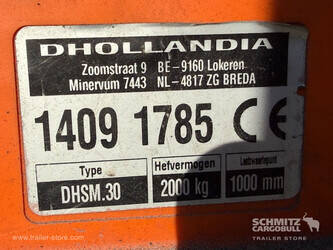 DHOLLANDIA
Zoomstraat 9 BE-9160 Lokeren
Minervum 7443 NL-4817 ZG BREDA
1409 1785 CE
Type Hefvermogen Lastzwaartepunt
DHSM.30 2000 kg 1000 mm
www.trailer-store.com
SCHMITZ
CARGOBULL
TRAILER STORE